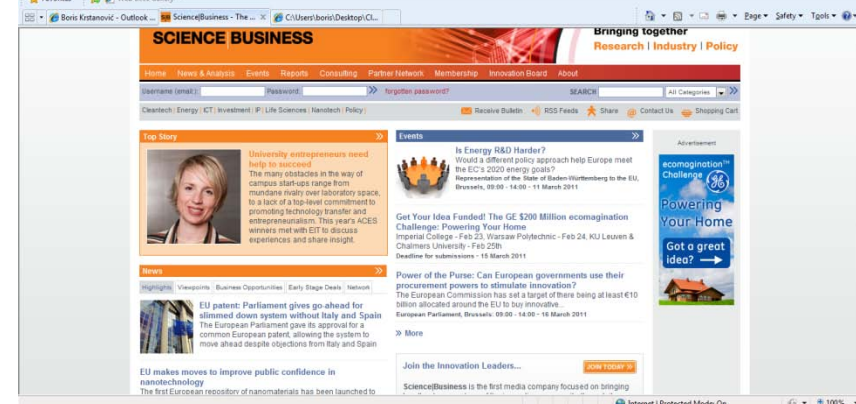 Boris Krstanović - Outlook ...
Science|Business - The ...
C:\Users\boris\Desktop\Cl...
Page
Safety
Tools
SCIENCE BUSINESS
Bringing together
Research | Industry | Policy
Home News & Analysis Events Reports Consulting Partner Network Membership Innovation Board About
Username (email): Password: forgotten password? SEARCH All Categories
Cleantech | Energy | ICT | Investment | IP | Life Sciences | Nanotech | Policy |
Receive Bulletin RSS Feeds Share Contact Us Shopping Cart
Top Story
University entrepreneurs need
help to succeed
The many obstacles in the way of
campus start-ups range from
mundane rivalry over laboratory space,
to a lack of a top-level commitment to
promoting technology transfer and
entrepreneurialism. This year's ACES
winners met with EIT to discuss
experiences and share insight.
News
Highlights Viewpoints Business Opportunities Early Stage Deals Network
EU patent: Parliament gives go-ahead for
slimmed down system without Italy and Spain
The European Parliament gave its approval for a
common European patent, allowing the system to
move ahead despite objections from Italy and Spain
EU makes moves to improve public confidence in
nanotechnology
The first European repository of nanomaterials has been launched to
Events
Is Energy R&D Harder?
Would a different policy approach help Europe meet
the EC's 2020 energy goals?
Representation of the State of Baden-Württemberg to the EU,
Brussels, 09:00 - 14:00 - 11 March 2011
Get Your Idea Funded! The GE $200 Million ecomagination
Challenge: Powering Your Home
Imperial College - Feb 23, Warsaw Polytechnic - Feb 24, KU Leuven &
Chalmers University - Feb 25th
Deadline for submissions - 15 March 2011
Power of the Purse: Can European governments use their
procurement powers to stimulate innovation?
The European Commission has set a target of there being at least €10
billion allocated around the EU to buy innovative...
European Parliament, Brussels: 09:00 - 14:00 - 16 March 2011
» More
Join the Innovation Leaders...
JOIN TODAY »
Science|Business is the first media company focused on bringing
Advertisement
ecomagination™
Challenge
Powering
Your Home
Got a great
idea?
Internet | Protected Mode: On
100%